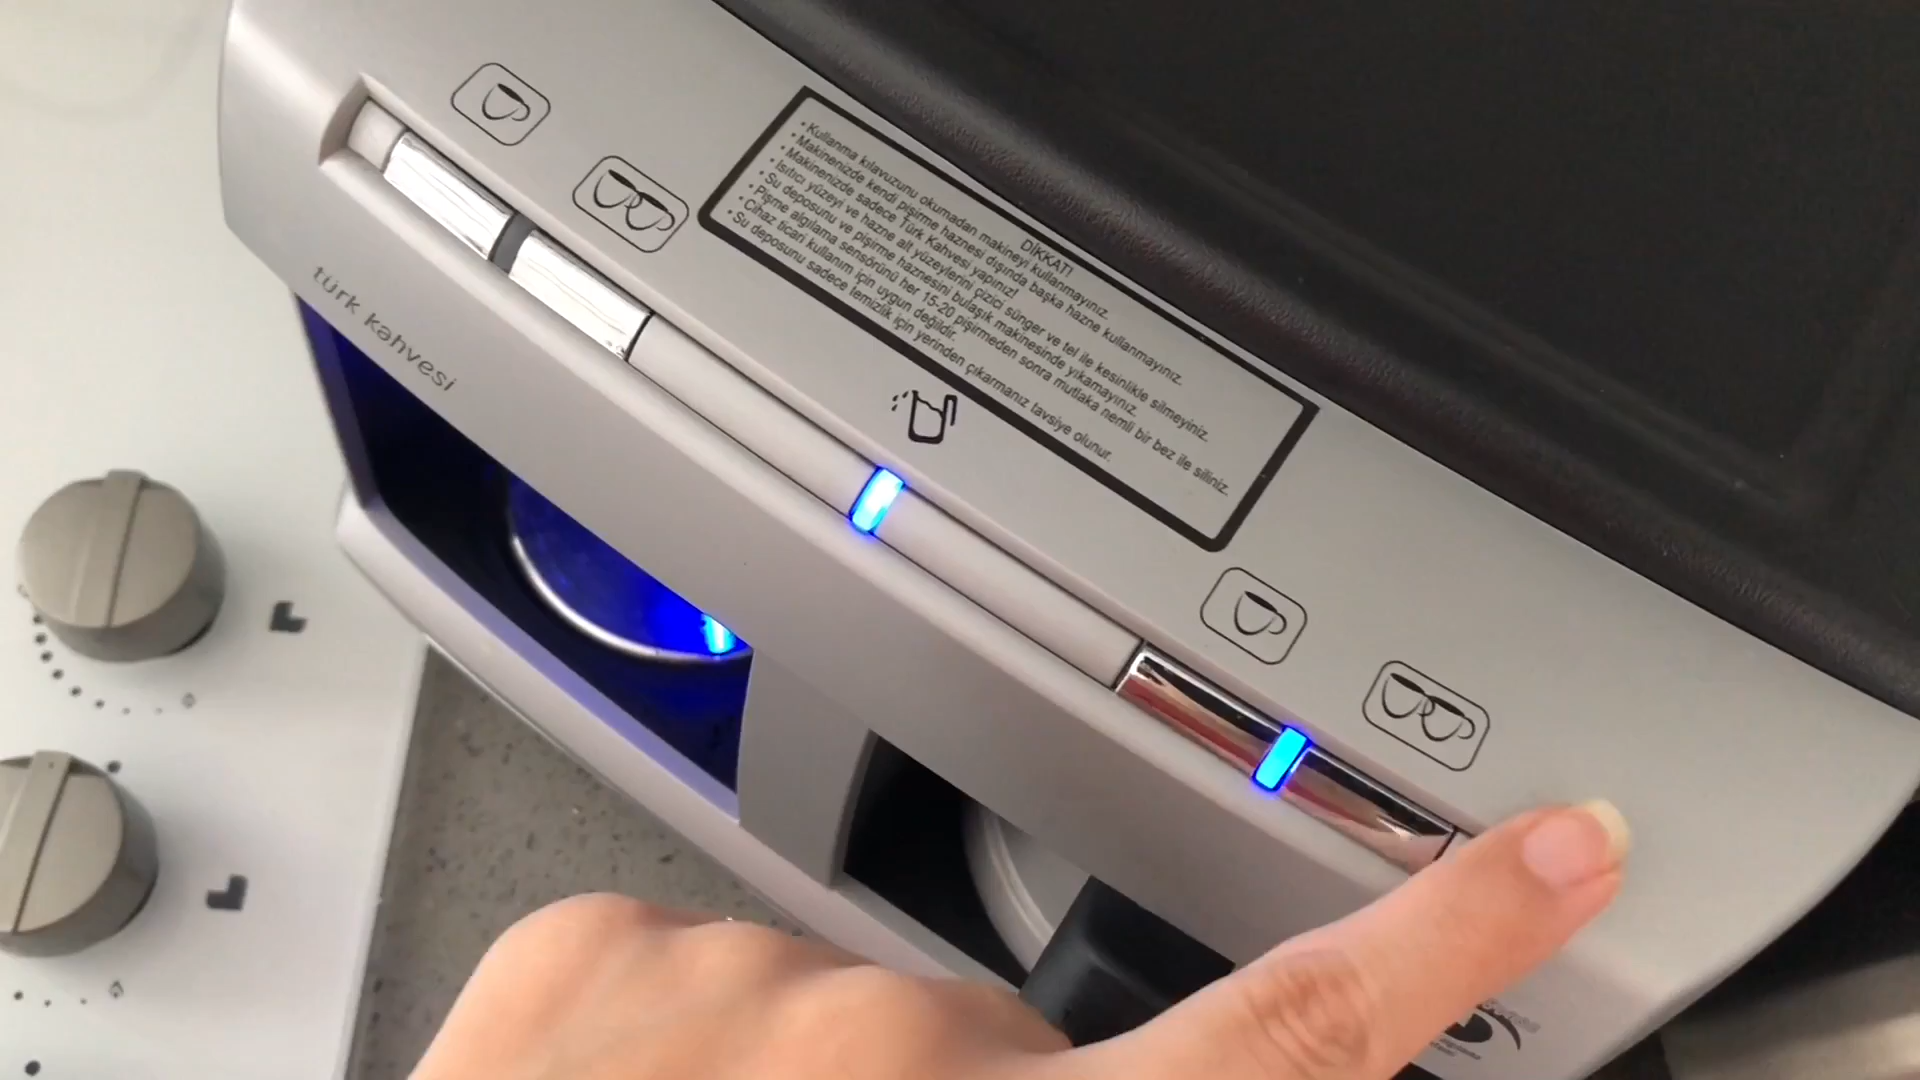 DİKKAT!
• Kullanma kılavuzunu okumadan makineyi kullanmayınız.
• Makinenizde kendi pişirme haznesi dışında başka hazne kullanmayınız.
• Makinenizde sadece Türk Kahvesi yapınız!
• Isıtıcı yüzeyi ve hazne alt yüzeylerini çizici sünger ve tel ile kesinlikle silmeyiniz.
• Su deposunu ve pişirme haznesini bulaşık makinesinde yıkamayınız.
• Pişme algılama sensörünü her 15-20 pişirmeden sonra mutlaka nemli bir bez ile siliniz.
• Cihaz ticari kullanım için uygun değildir.
• Su deposunu sadece temizlik için yerinden çıkarmanız tavsiye olunur.
türk kahvesi